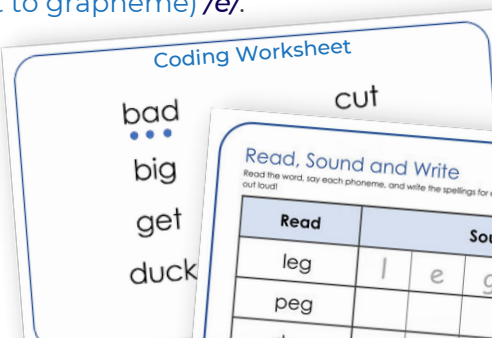 to grapheme) /e/.
Coding Worksheet
bad
cut
big
get
duck
Read, Sound and Write
Read the word, say each phoneme, and write the spellings for
out loud!
Read
leg
l e g
peg